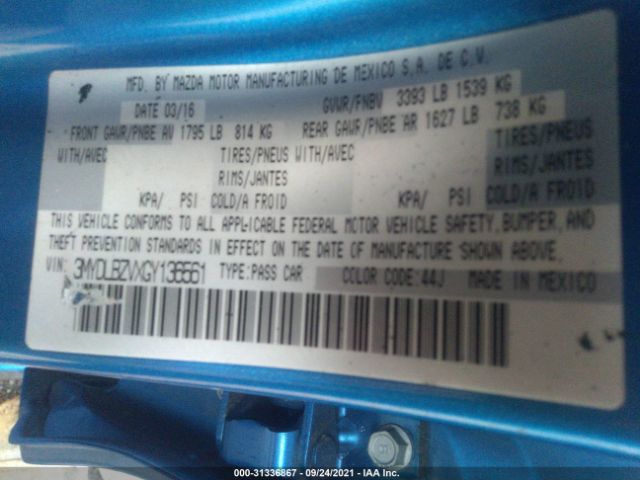 MFD. BY MAZDA MOTOR MANUFACTURING DE MEXICO S.A. DE C.V.
DATE 03/16 GVWR/PNBV 3393 LB 1539 KG
FRONT GAWR/PNBE AV 1795 LB 814 KG REAR GAWR/PNBE AR 1627 LB 738 KG
WITH/AVEC TIRES/PNEUS WITH/AVEC TIRES/PNEUS
RIMS/JANTES RIMS/JANTES
KPA/ PSI COLD/A FROID KPA/ PSI COLD/A FROID
THIS VEHICLE CONFORMS TO ALL APPLICABLE FEDERAL MOTOR VEHICLE SAFETY, BUMPER, AND
THEFT PREVENTION STANDARDS IN EFFECT ON THE DATE OF MANUFACTURE SHOWN ABOVE.
VIN: 3MYDLBZVXGY136561 TYPE:PASS CAR COLOR CODE:44J MADE IN MEXICO
000-31336867 - 09/24/2021 - IAA Inc.